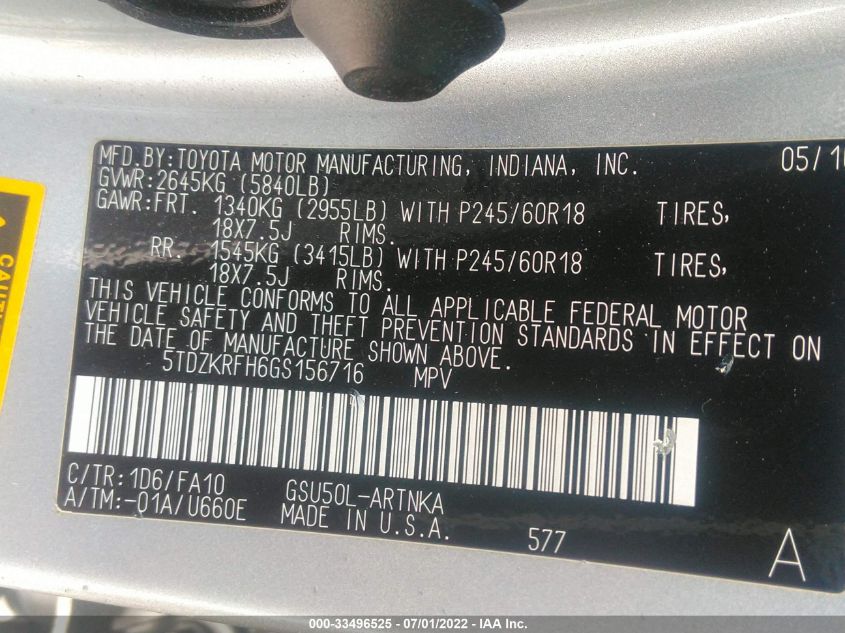 MFD.BY:TOYOTA MOTOR MANUFACTURING, INDIANA, INC. 05/16
GVWR:2645KG (5840LB)
GAWR:FRT. 1340KG (2955LB) WITH P245/60R18 TIRES,
18X7.5J RIMS.
RR. 1545KG (3415LB) WITH P245/60R18 TIRES,
18X7.5J RIMS.
THIS VEHICLE CONFORMS TO ALL APPLICABLE FEDERAL MOTOR
VEHICLE SAFETY AND THEFT PREVENTION STANDARDS IN EFFECT ON
THE DATE OF MANUFACTURE SHOWN ABOVE.
5TDZKRFH6GS156716 MPV
C/TR:1D6/FA10 GSU50L-ARTNKA
A/TM:-01A/U660E MADE IN U.S.A.
577
A
000-33496525 - 07/01/2022 - IAA Inc.